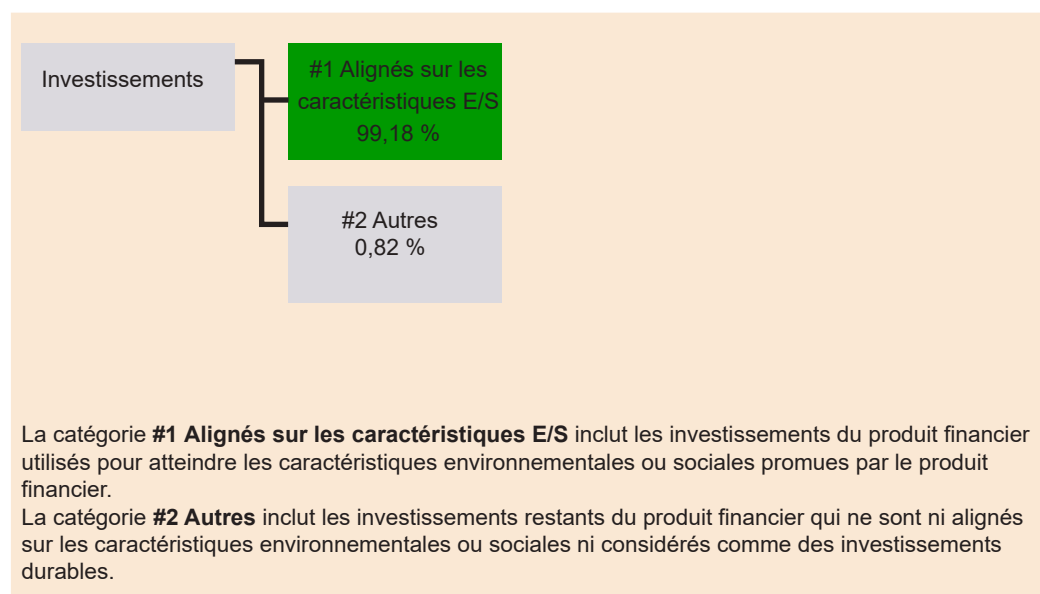 Investissements
#1 Alignés sur les
caractéristiques E/S
99,18 %
#2 Autres
0,82 %
La catégorie #1 Alignés sur les caractéristiques E/S inclut les investissements du produit financier
utilisés pour atteindre les caractéristiques environnementales ou sociales promues par le produit
financier.
La catégorie #2 Autres inclut les investissements restants du produit financier qui ne sont ni alignés
sur les caractéristiques environnementales ou sociales ni considérés comme des investissements
durables.